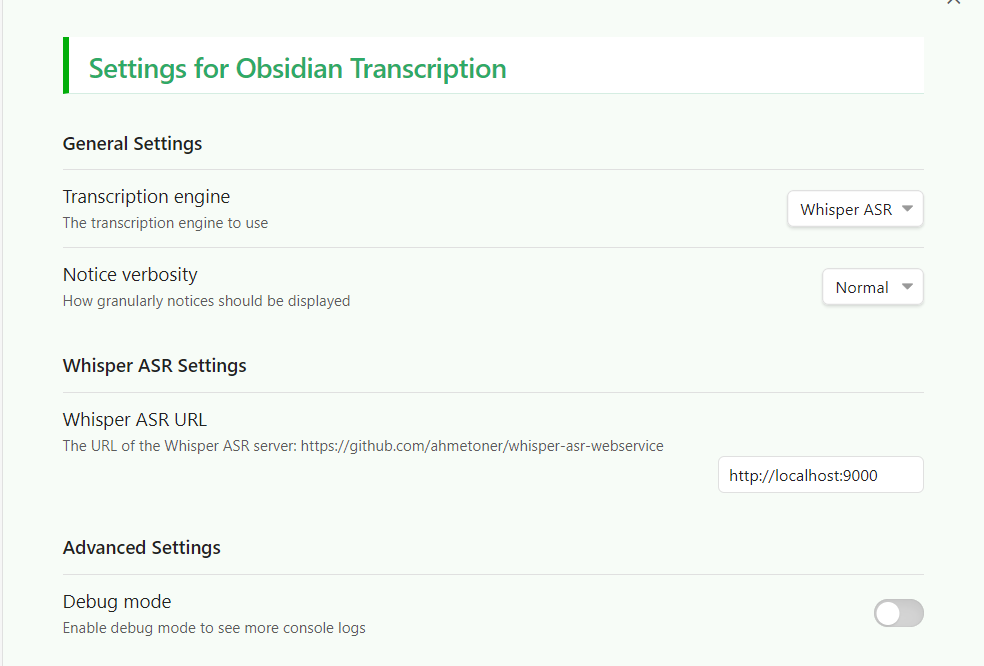 Settings for Obsidian Transcription
General Settings
Transcription engine
The transcription engine to use
Whisper ASR
Notice verbosity
How granularly notices should be displayed
Normal
Whisper ASR Settings
Whisper ASR URL
The URL of the Whisper ASR server: https://github.com/ahmetoner/whisper-asr-webservice
http://localhost:9000
Advanced Settings
Debug mode
Enable debug mode to see more console logs